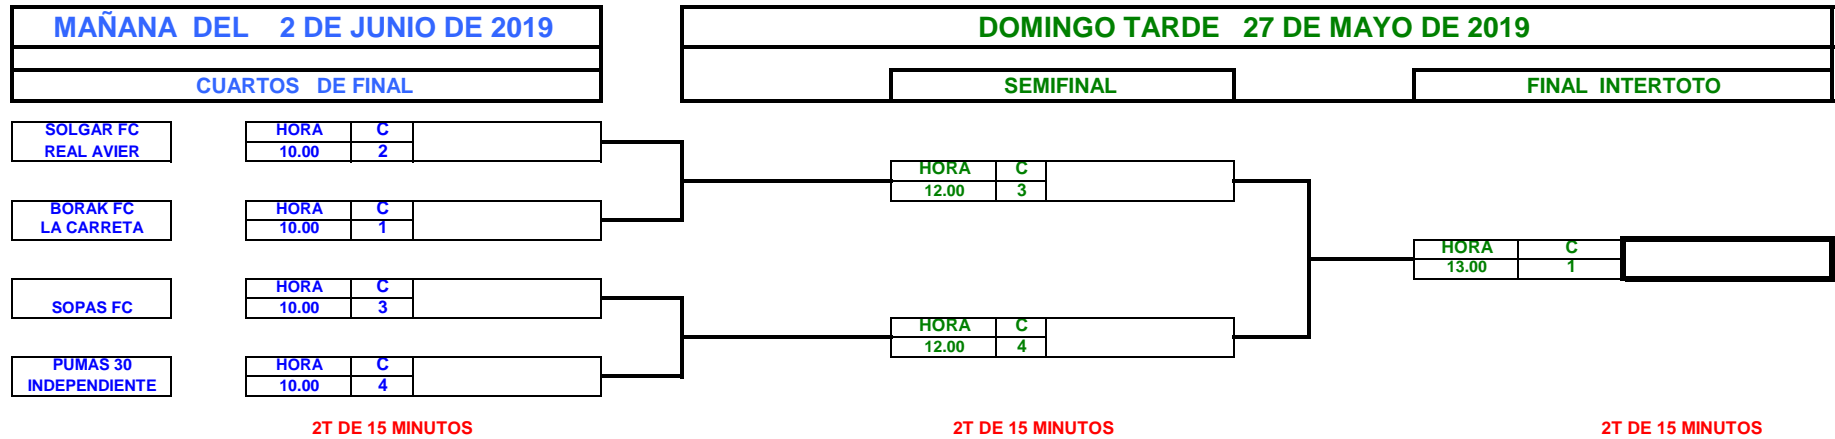 MAÑANA DEL 2 DE JUNIO DE 2019
DOMINGO TARDE 27 DE MAYO DE 2019
CUARTOS DE FINAL
SEMIFINAL
FINAL INTERTOTO
SOLGAR FC
REAL AVIER
HORA C
10.00 2
HORA C
12.00 3
BORAK FC
LA CARRETA
HORA C
10.00 1
HORA C
13.00 1
SOPAS FC
HORA C
10.00 3
HORA C
12.00 4
PUMAS 30
INDEPENDIENTE
HORA C
10.00 4
2T DE 15 MINUTOS
2T DE 15 MINUTOS
2T DE 15 MINUTOS